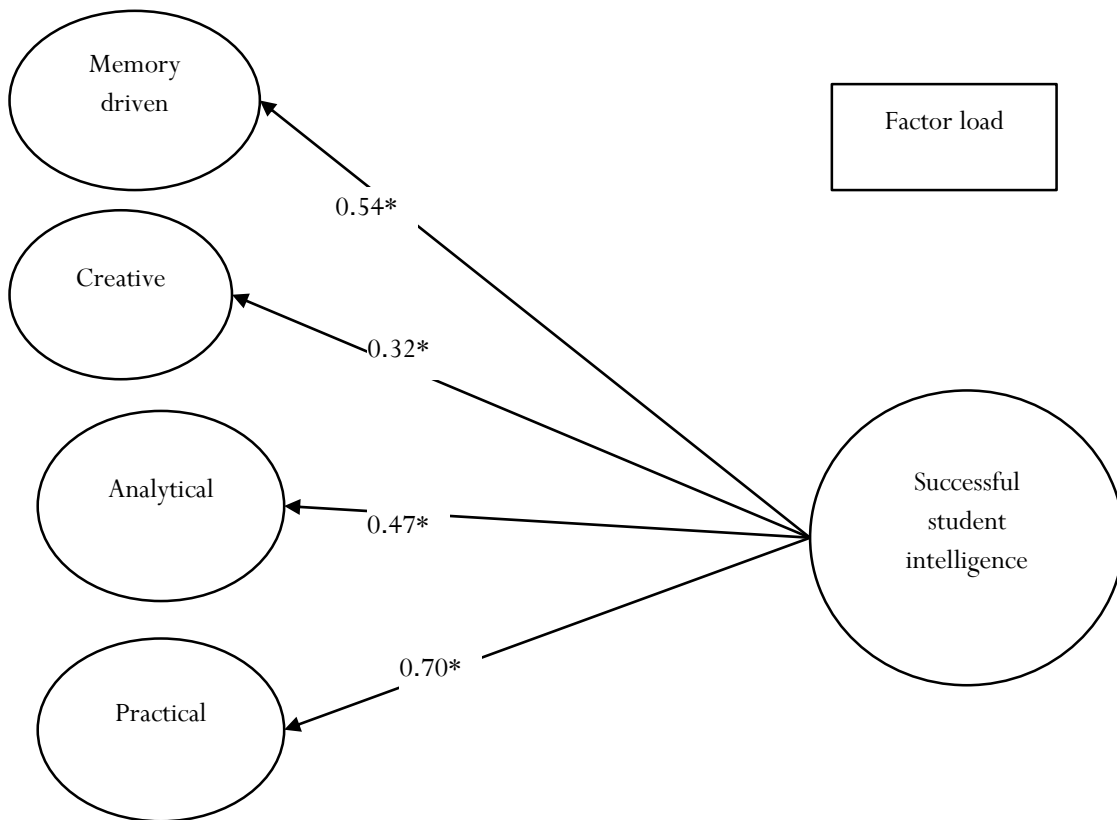 Memory
driven
Factor load
0.54*
Creative
0.32*
Analytical
0.47*
Successful
student
intelligence
Practical
0.70*